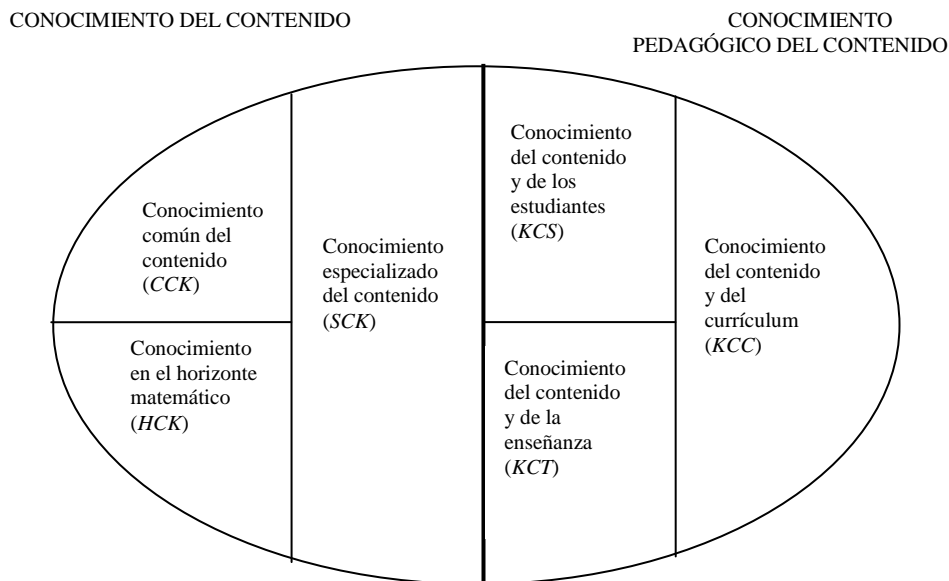 CONOCIMIENTO DEL CONTENIDO
CONOCIMIENTO
PEDAGÓGICO DEL CONTENIDO
Conocimiento
común del
contenido
(CCK)
Conocimiento
en el horizonte
matemático
(HCK)
Conocimiento
especializado
del contenido
(SCK)
Conocimiento
del contenido
y de los
estudiantes
(KCS)
Conocimiento
del contenido
y de la
enseñanza
(KCT)
Conocimiento
del contenido
y del
currículum
(KCC)